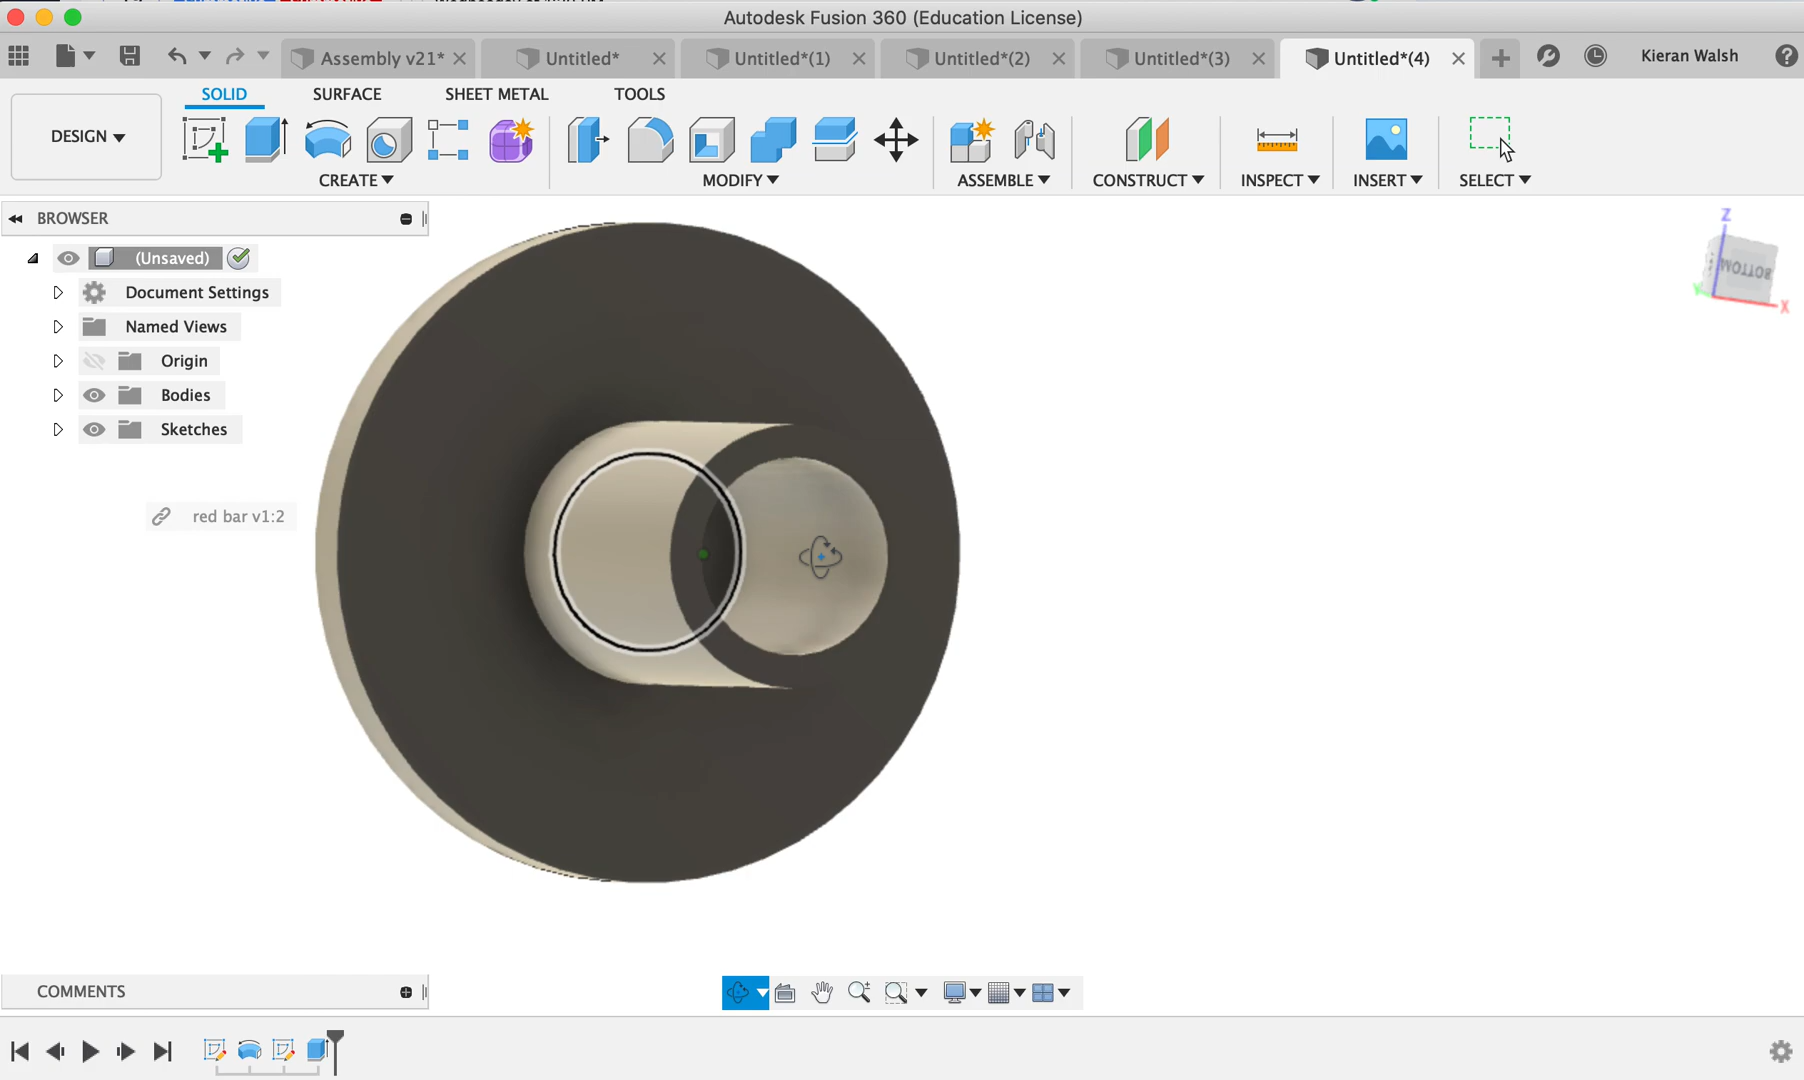 Autodesk Fusion 360 (Education License)
Assembly v21*
Untitled*
Untitled*(1)
Untitled*(2)
Untitled*(3)
Untitled*(4)
Kieran Walsh
SOLID
SURFACE
SHEET METAL
TOOLS
DESIGN
CREATE
MODIFY
ASSEMBLE
CONSTRUCT
INSPECT
INSERT
SELECT
BROWSER
(Unsaved)
Document Settings
Named Views
Origin
Bodies
Sketches
red bar v1:2
Z
BOTTOM
Y
X
COMMENTS